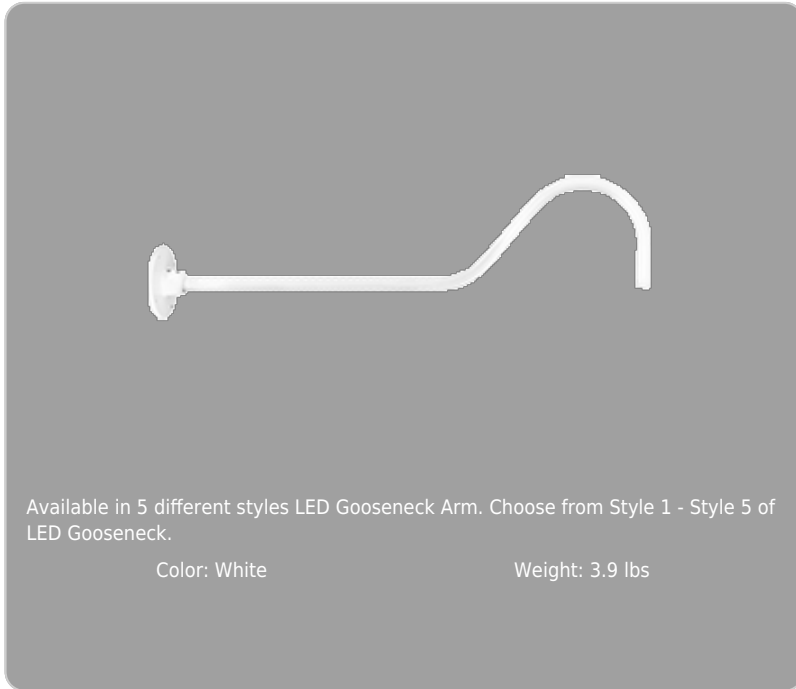 Available in 5 different styles LED Gooseneck Arm. Choose from Style 1 - Style 5 of
LED Gooseneck.
Color: White
Weight: 3.9 lbs